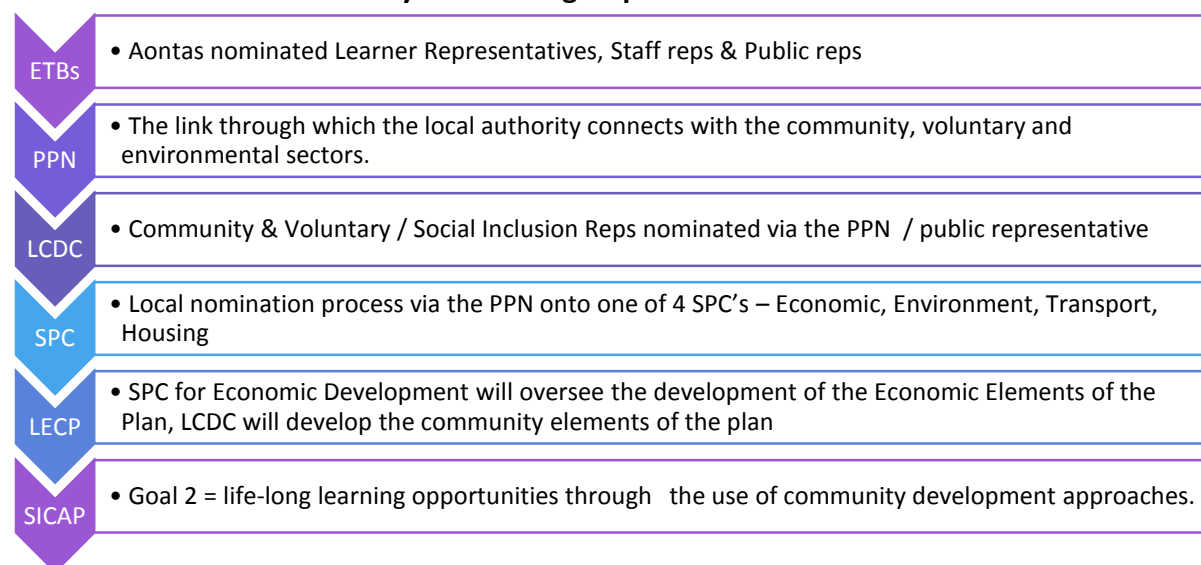 ETBs
• Aontas nominated Learner Representatives, Staff reps & Public reps
PPN
• The link through which the local authority connects with the community, voluntary and
environmental sectors.
LCDC
• Community & Voluntary / Social Inclusion Reps nominated via the PPN / public representative
SPC
• Local nomination process via the PPN onto one of 4 SPC’s – Economic, Environment, Transport,
Housing
LECP
• SPC for Economic Development will oversee the development of the Economic Elements of the
Plan, LCDC will develop the community elements of the plan
SICAP
• Goal 2 = life-long learning opportunities through the use of community development approaches.